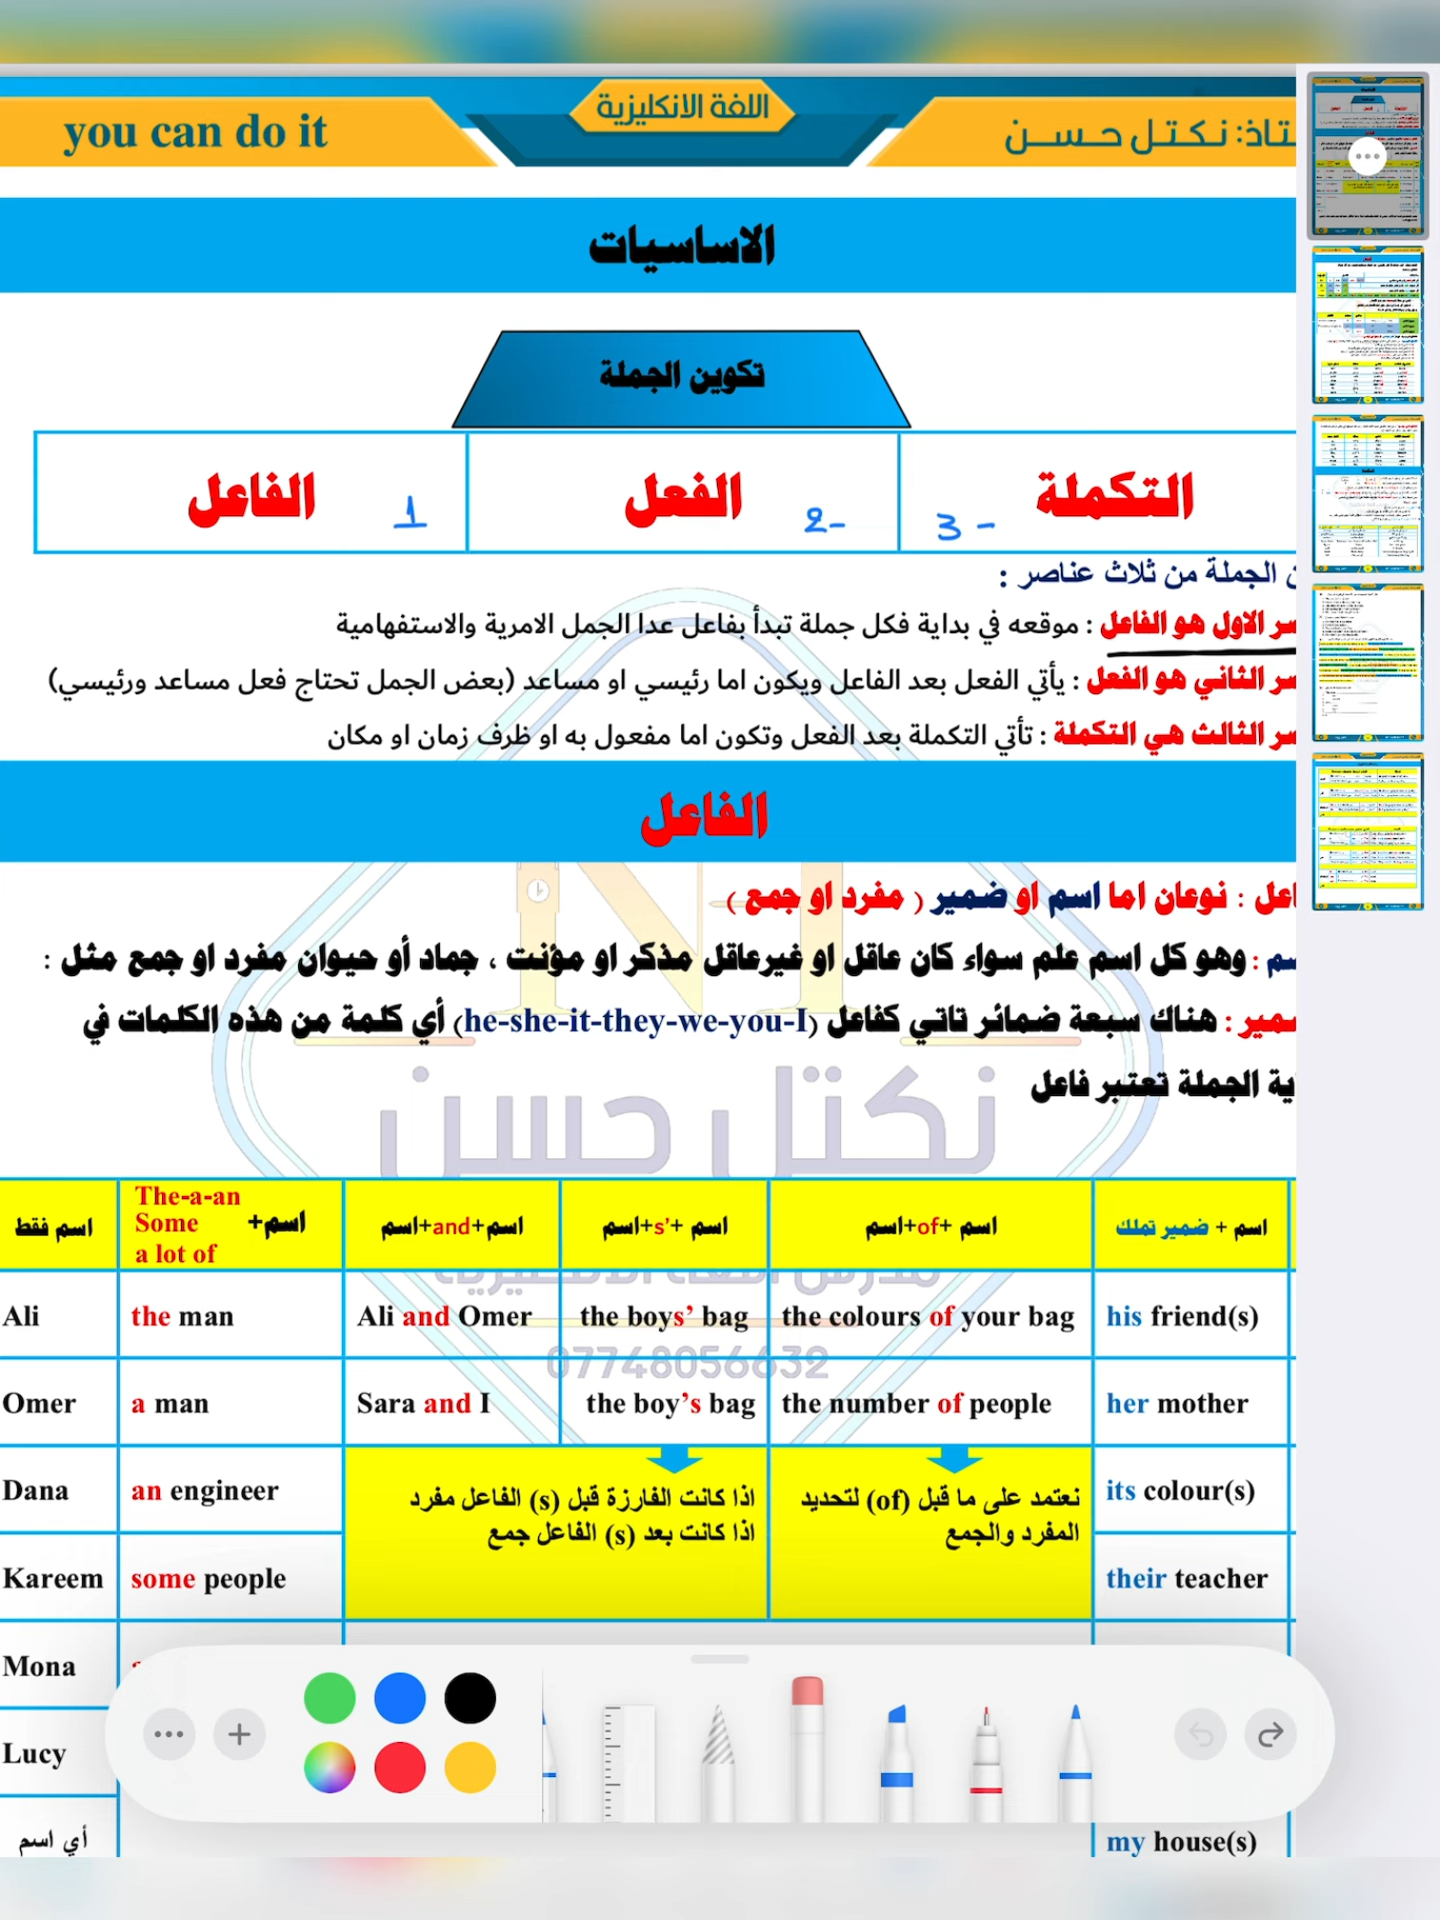 you can do it
اللغة الانكليزية
نكتل حسن
الاساسيات
تكوين الجملة
الفاعل 1
الفعل 2-
التكملة 3-
الجملة من ثلاث عناصر :
الاول هو الفاعل : موقعه في بداية فكل جملة تبدأ بفاعل عدا الجمل الامرية والاستفهامية
الثاني هو الفعل : يأتي الفعل بعد الفاعل ويكون اما رئيسي او مساعد (بعض الجمل تحتاج فعل مساعد ورئيسي)
الثالث هي التكملة : تأتي التكملة بعد الفعل وتكون اما مفعول به او ظرف زمان او مكان
الفاعل
: نوعان اما اسم او ضمير ( مفرد او جمع )
: وهو كل اسم علم سواء كان عاقل او غيرعاقل مذكر او مؤنث ، جماد أو حيوان مفرد او جمع مثل :
: هناك سبعة ضمائر تاتي كفاعل (he-she-it-they-we-you-I) أي كلمة من هذه الكلمات في
الجملة تعتبر فاعل
نكتل حسن
اسم فقط
The-a-an
Some
a lot of
+اسم
اسم+and+اسم
اسم +s’+اسم
اسم +of+اسم
اسم + ضمير تملك
Ali
the man
Ali and Omer
the boys’ bag
the colours of your bag
his friend(s)
07748056632
Omer
a man
Sara and I
the boy’s bag
the number of people
her mother
Dana
an engineer
اذا كانت الفارزة قبل (s) الفاعل مفرد
اذا كانت بعد (s) الفاعل جمع
نعتمد على ما قبل (of) لتحديد
المفرد والجمع
its colour(s)
Kareem
some people
their teacher
Mona
Lucy
أي اسم
my house(s)